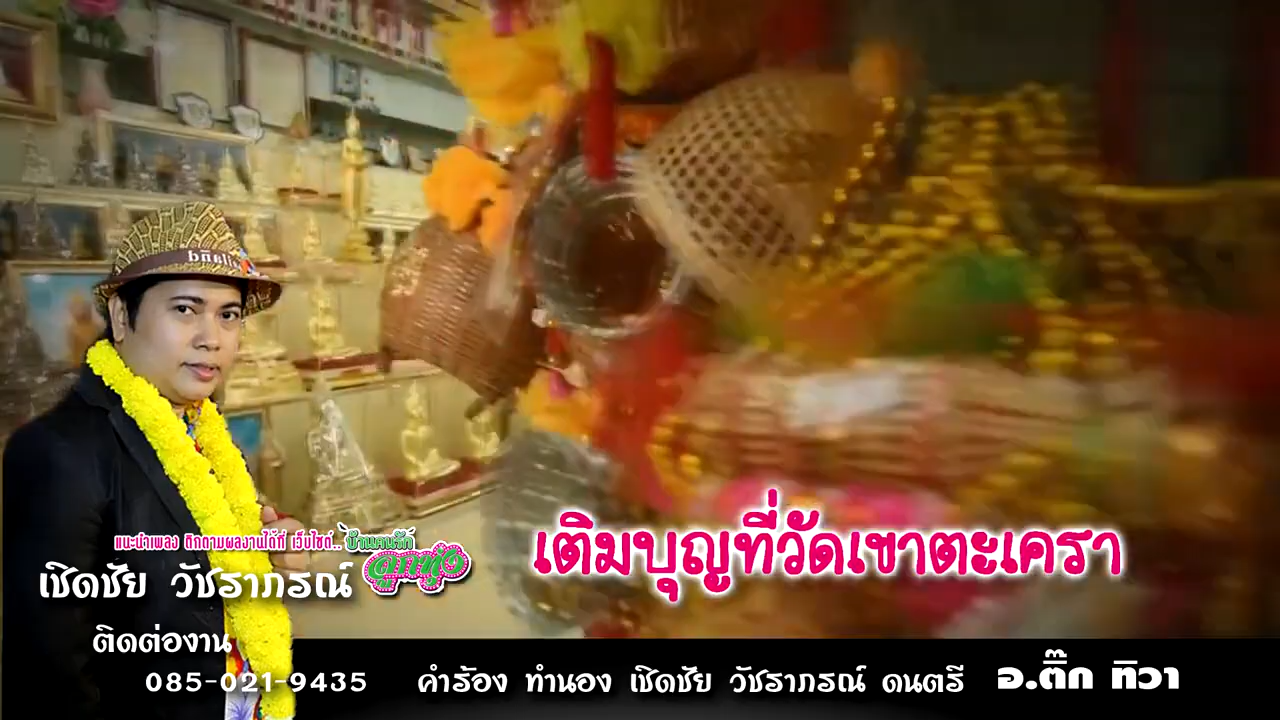 แนะนำเพลง ติดตามผลงานได้ที่ เว็บไซต์.. บ้านคนรัก
ลูกทุ่ง
เติมบุญที่วัดเขาตะเครา
เชิดชัย วัชราภรณ์
ติดต่องาน
085-021-9435
คำร้อง ทำนอง เชิดชัย วัชราภรณ์ ดนตรี อ.ติ๊ก ทิวา